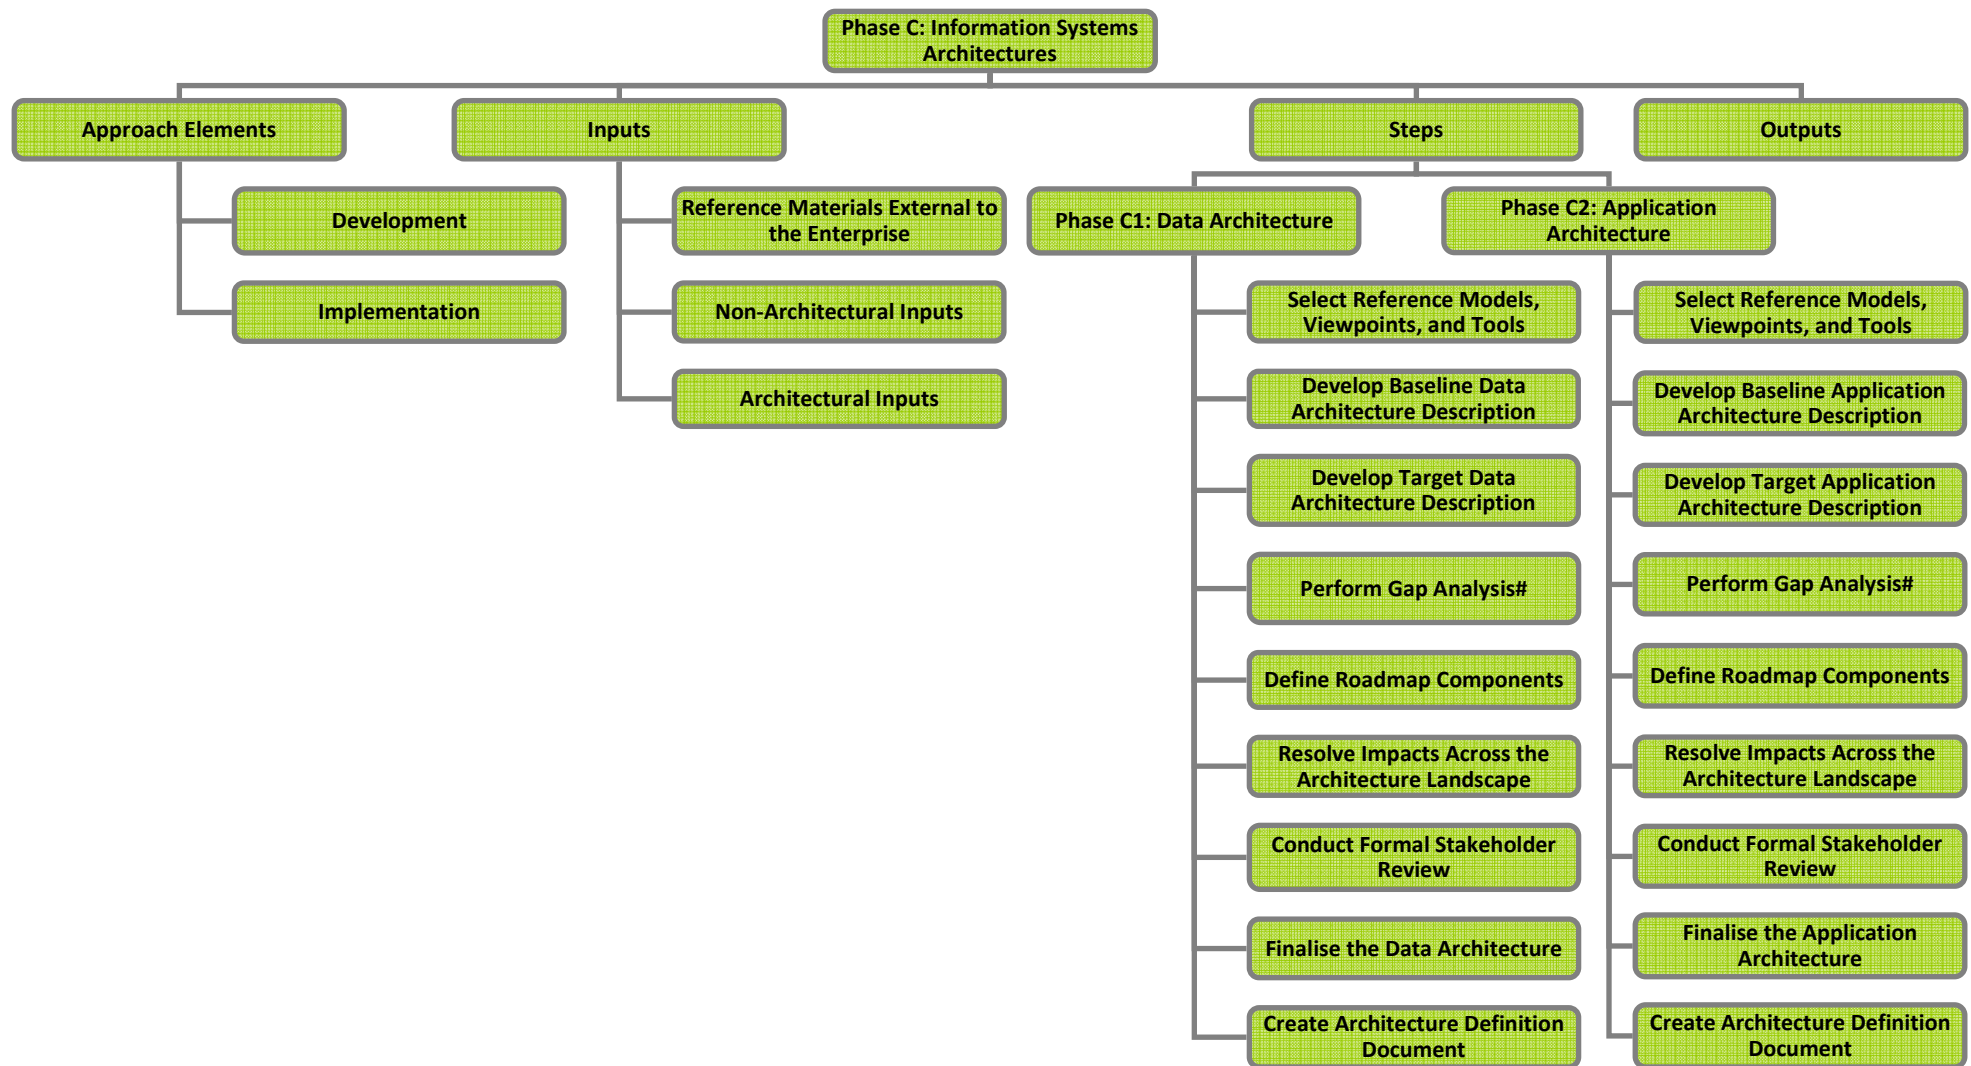 Phase C: Information Systems
Architectures
Approach Elements
Inputs
Steps
Outputs
Development
Implementation
Reference Materials External to
the Enterprise
Non-Architectural Inputs
Architectural Inputs
Phase C1: Data Architecture
Select Reference Models,
Viewpoints, and Tools
Develop Baseline Data
Architecture Description
Develop Target Data
Architecture Description
Perform Gap Analysis#
Define Roadmap Components
Resolve Impacts Across the
Architecture Landscape
Conduct Formal Stakeholder
Review
Finalise the Data Architecture
Create Architecture Definition
Document
Phase C2: Application
Architecture
Select Reference Models,
Viewpoints, and Tools
Develop Baseline Application
Architecture Description
Develop Target Application
Architecture Description
Perform Gap Analysis#
Define Roadmap Components
Resolve Impacts Across the
Architecture Landscape
Conduct Formal Stakeholder
Review
Finalise the Application
Architecture
Create Architecture Definition
Document